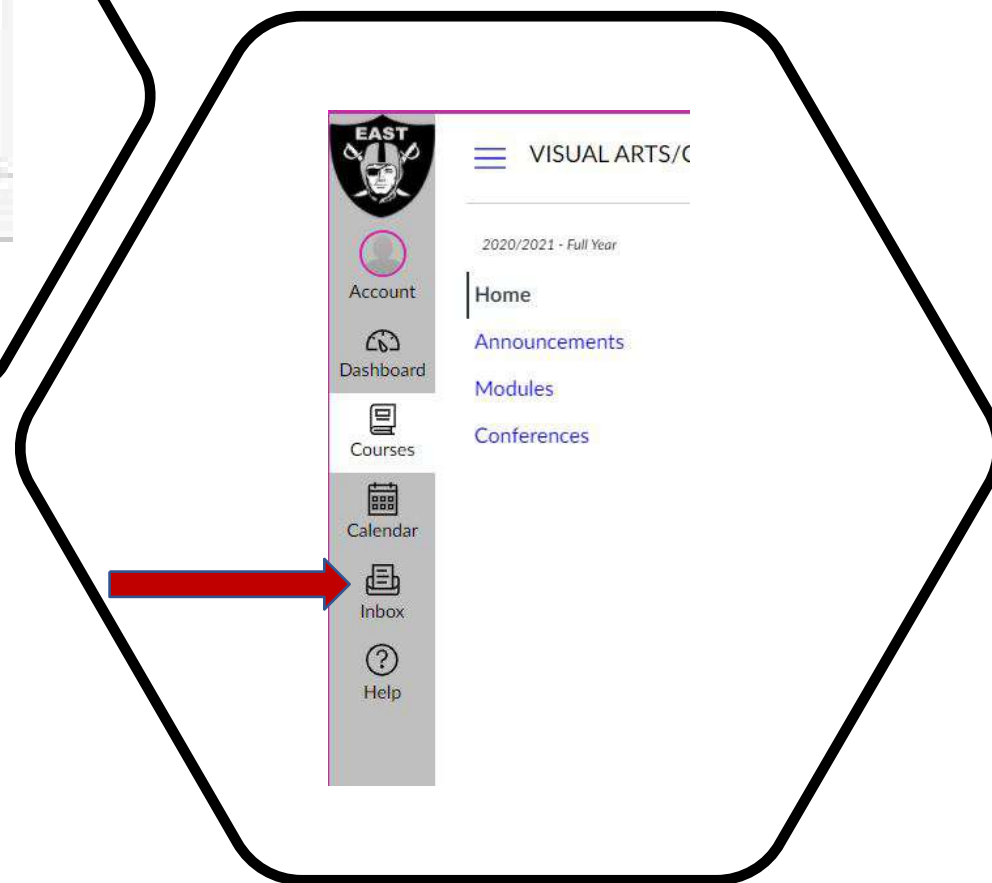 EAST
VISUAL ARTS/
2020/2021 - Full Year
Account
Home
Announcements
Dashboard
Modules
Courses
Conferences
Calendar
Inbox
Help